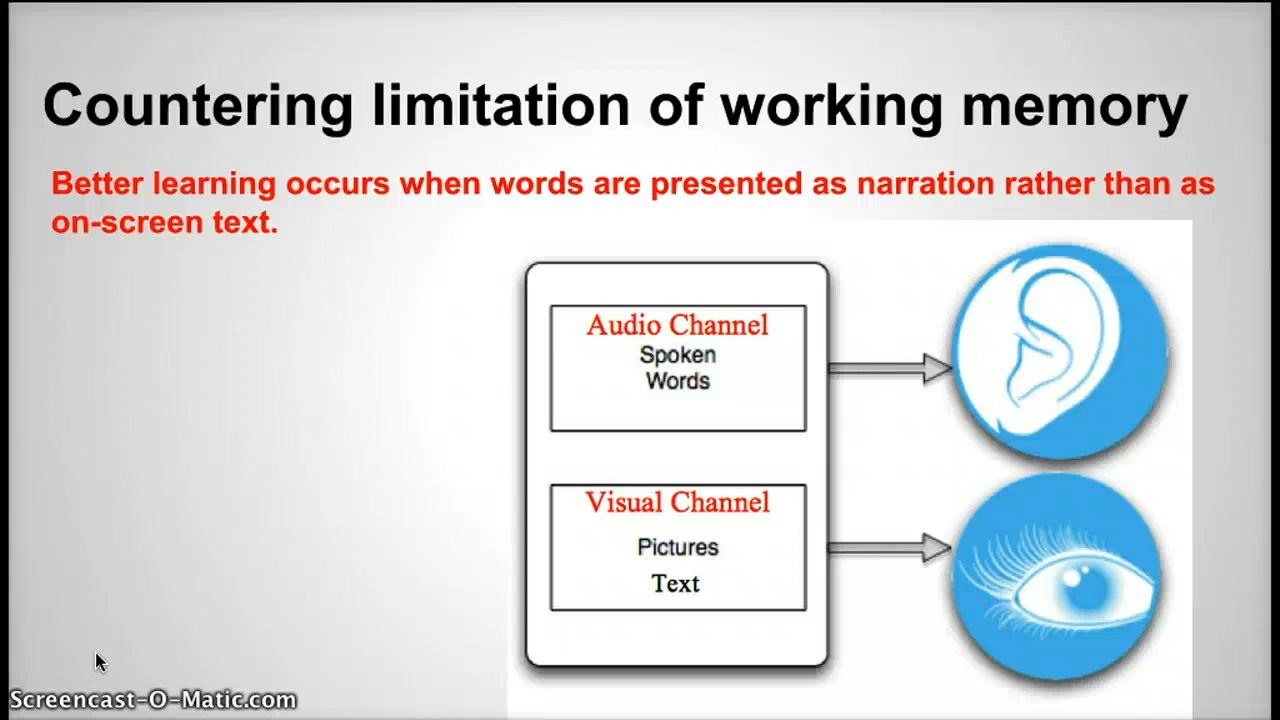 Countering limitation of working memory
Better learning occurs when words are presented as narration rather than as
on-screen text.
Audio Channel
Spoken
Words
Visual Channel
Pictures
Text
Screencast-O-Matic.com